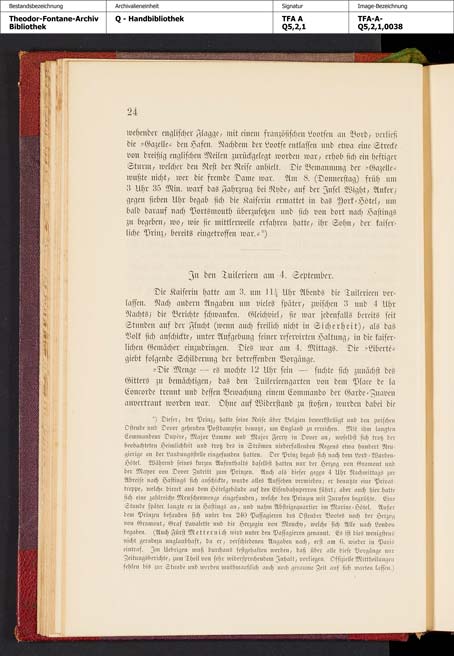 Bestandsbezeichnung
Archivalieneinheit
Signatur
Image-Bezeichnung
Theodor-Fontane-Archiv
Bibliothek
Q - Handbibliothek
TFA A
Q5,2,1
TFA-A-
Q5,2,1,0038
24
wehender englischer Flagge, mit einem französischen Lootsen an Bord, verließ
die »Gazelle« den Hafen. Nachdem der Lootse entlassen und etwa eine Strecke
von dreißig englischen Meilen zurückgelegt worden war, erhob sich ein heftiger
Sturm, welcher den Rest der Reise anhielt. Die Bemannung der »Gazelle«
wußte nicht, wer die fremde Dame war. Am 8. (Donnerstag) früh um
3 Uhr 35 Min. warf das Fahrzeug bei Ryde, auf der Insel Wight, Anker;
gegen sieben Uhr begab sich die Kaiserin ermattet in das York-Hôtel, um
bald darauf nach Portsmouth überzusetzen und sich von dort nach Hastings
zu begeben, wo, wie sie mittlerweile erfahren hatte, ihr Sohn, der kaiser-
liche Prinz, bereits eingetroffen war.«*)
In den Tuilerieen am 4. September.
Die Kaiserin hatte am 3. um 11½ Uhr Abends die Tuilerieen ver-
lassen. Nach andern Angaben um vieles später, zwischen 3 und 4 Uhr
Nachts; die Berichte schwanken. Gleichviel, sie war jedenfalls bereits seit
Stunden auf der Flucht (wenn auch freilich nicht in Sicherheit), als das
Volk sich anschickte, unter Aufgebung seiner reservirten Haltung, in die kaiser-
lichen Gemächer einzudringen. Dies war am 4. Mittags. Die »Liberté«
giebt folgende Schilderung der betreffenden Vorgänge.
»Die Menge — es mochte 12 Uhr sein — suchte sich zunächst des
Gitters zu bemächtigen, das den Tuilerieengarten von dem Place de la
Concorde trennt und dessen Bewachung einem Commando der Garde-Zuaven
anvertraut worden war. Ohne auf Widerstand zu stoßen, wurden dabei die
*) Dieser, der Prinz, hatte seine Reise über Belgien bewerkstelligt und den zwischen
Ostende und Dover gehenden Postdampfer benutzt, um England zu erreichen. Mit ihm langten
Commandant Dupère, Major Lamme und Major Ferry in Dover an, woselbst sich trotz der
beobachteten Heimlichkeit und trotz des in Strömen niederfallenden Regens etwa hundert Neu-
gierige an der Landungsstelle eingefunden hatten. Der Prinz begab sich nach dem Lord-Warden-
Hôtel. Während seines kurzen Aufenthalts daselbst hatten nur der Herzog von Gramont und
der Mayor von Dover Zutritt zum Prinzen. Auch als dieser gegen 4 Uhr Nachmittags zur
Abreise nach Hastings sich anschickte, wurde alles Aufsehen vermieden; er benutzte eine Privat-
treppe, welche direct aus dem Hôtelgebäude auf den Eisenbahnperron führt; aber auch hier hatte
sich eine zahlreiche Menschenmenge eingefunden, welche den Prinzen mit Zurufen begrüßte. Eine
Stunde später langte er in Hastings an, und nahm Absteigequartier im Marine-Hôtel. Außer
dem Prinzen befanden sich unter den 240 Passagieren des Ostender Bootes noch der Herzog
von Gramont, Graf Lavalette und die Herzogin von Mouchy, welche sich Alle nach London
begaben. (Auch Fürst Metternich wird unter den Passagieren genannt. Es ist dies wenigstens
nicht geradezu unglaubhaft, da er, verschiedenen Angaben nach, erst am 6. wieder in Paris
eintraf. Im Uebrigen muß durchaus festgehalten werden, daß über alle diese Vorgänge nur
Zeitungsberichte, zum Theil von sehr widersprechendem Inhalt, vorliegen. Officielle Mittheilungen
fehlen bis zur Stunde und werden muthmaßlich auch noch geraume Zeit auf sich warten lassen.)